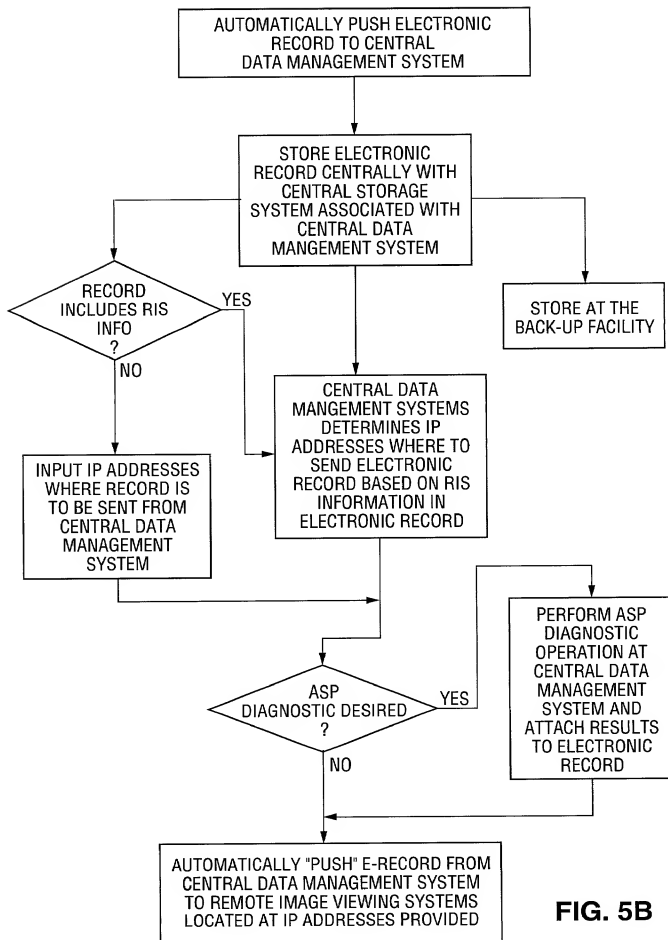 AUTOMATICALLY PUSH ELECTRONIC
RECORD TO CENTRAL
DATA MANAGEMENT SYSTEM
STORE ELECTRONIC
RECORD CENTRALLY WITH
CENTRAL STORAGE
SYSTEM ASSOCIATED WITH
CENTRAL DATA
MANGEMENT SYSTEM
RECORD
INCLUDES RIS
INFO
?
YES
NO
STORE AT THE
BACK-UP FACILITY
CENTRAL DATA
MANGEMENT SYSTEMS
DETERMINES IP
ADDRESSES WHERE TO
SEND ELECTRONIC
RECORD BASED ON RIS
INFORMATION IN
ELECTRONIC RECORD
INPUT IP ADDRESSES
WHERE RECORD IS
TO BE SENT FROM
CENTRAL DATA
MANAGEMENT
SYSTEM
ASP
DIAGNOSTIC DESIRED
?
YES
NO
PERFORM ASP
DIAGNOSTIC
OPERATION AT
CENTRAL DATA
MANAGEMENT
SYSTEM AND
ATTACH RESULTS
TO ELECTRONIC
RECORD
AUTOMATICALLY "PUSH" E-RECORD FROM
CENTRAL DATA MANAGEMENT SYSTEM
TO REMOTE IMAGE VIEWING SYSTEMS
LOCATED AT IP ADDRESSES PROVIDED
FIG. 5B